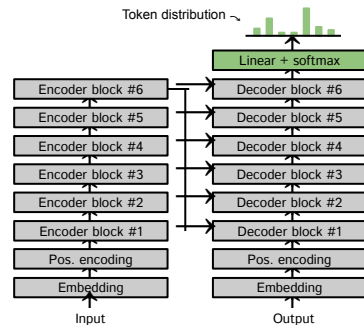 Token distribution
Linear + softmax
Encoder block #6
Decoder block #6
Encoder block #5
Decoder block #5
Encoder block #4
Decoder block #4
Encoder block #3
Decoder block #3
Encoder block #2
Decoder block #2
Encoder block #1
Decoder block #1
Pos. encoding
Pos. encoding
Embedding
Embedding
Input
Output